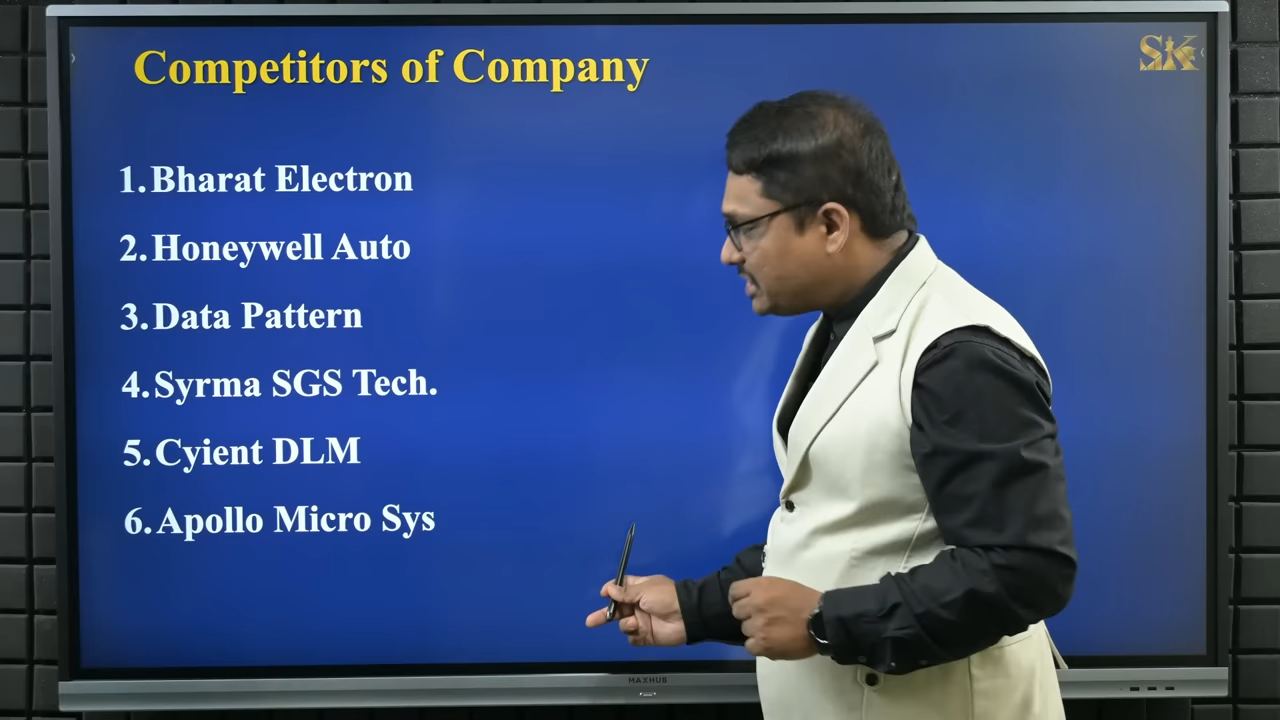 Competitors of Company
SK
1. Bharat Electron
2. Honeywell Auto
3. Data Pattern
4. Syrma SGS Tech.
5. Cyient DLM
6. Apollo Micro Sys
MAXHUB